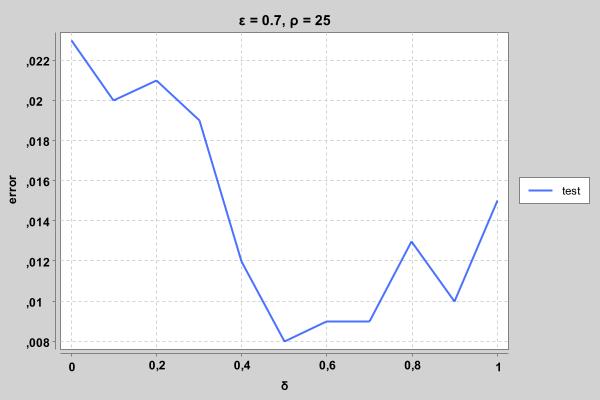 ε = 0.7, ρ = 25
,022
,02
,018
,016
,014
,012
,01
,008
error
0 0,2 0,4 0,6 0,8 1
δ
test